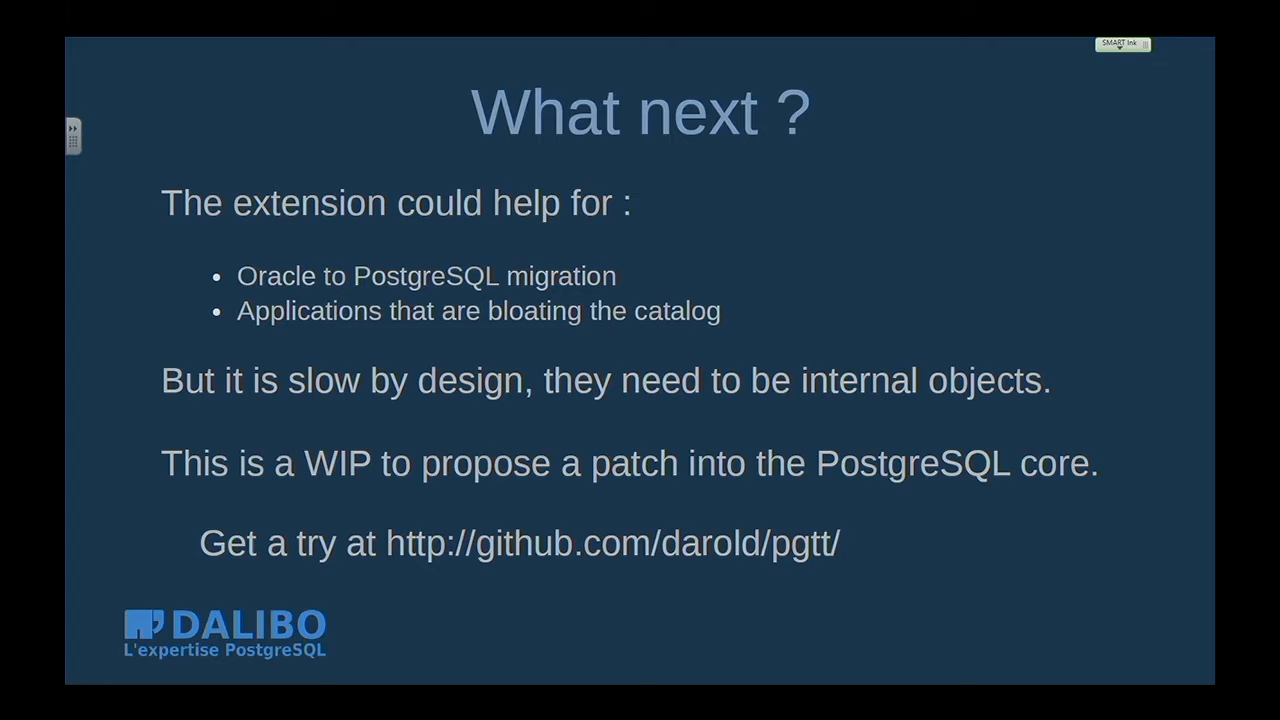 SMART Ink
What next ?
The extension could help for :
• Oracle to PostgreSQL migration
• Applications that are bloating the catalog
But it is slow by design, they need to be internal objects.
This is a WIP to propose a patch into the PostgreSQL core.
Get a try at http://github.com/darold/pgtt/
DALIBO
L'expertise PostgreSQL